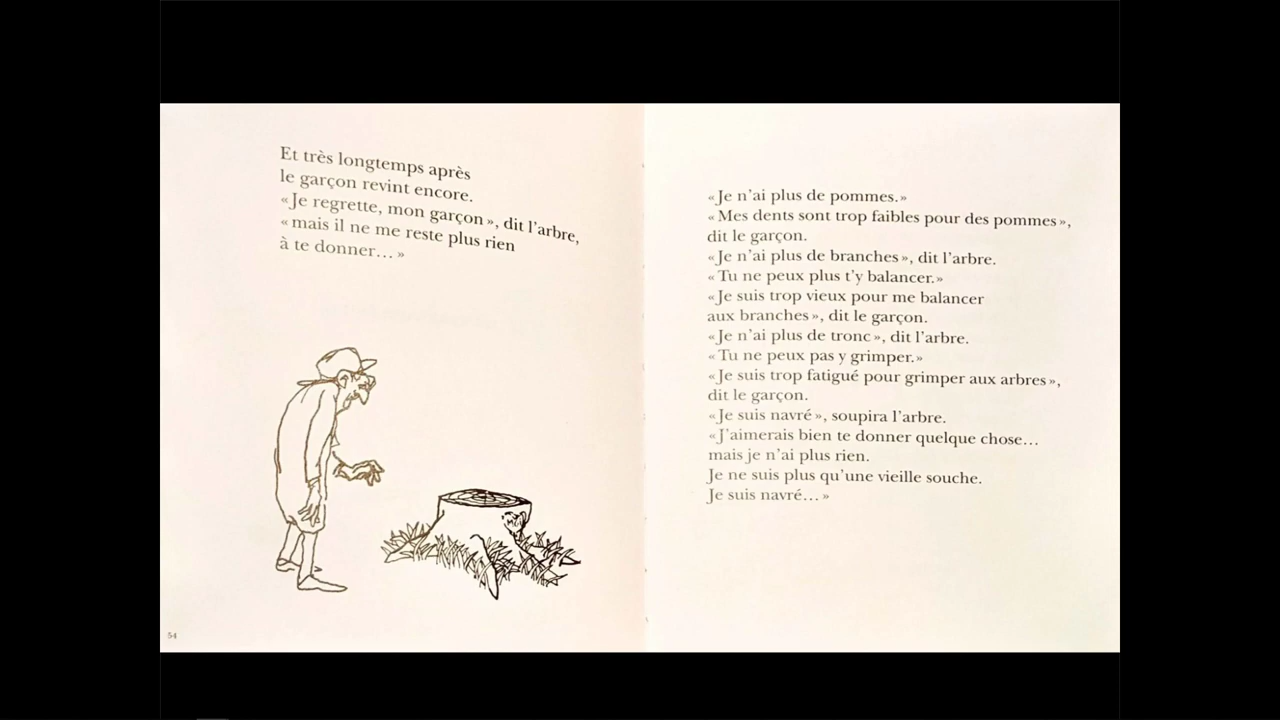 Et très longtemps après
le garçon revint encore.
« Je regrette, mon garçon », dit l'arbre,
« mais il ne me reste plus rien
à te donner... »
54
« Je n'ai plus de pommes. »
« Mes dents sont trop faibles pour des pommes »,
dit le garçon.
« Je n'ai plus de branches », dit l'arbre.
« Tu ne peux plus t'y balancer. »
« Je suis trop vieux pour me balancer
aux branches », dit le garçon.
« Je n'ai plus de tronc », dit l'arbre.
« Tu ne peux pas y grimper. »
« Je suis trop fatigué pour grimper aux arbres »,
dit le garçon.
« Je suis navré », soupira l'arbre.
« J'aimerais bien te donner quelque chose...
mais je n'ai plus rien.
Je ne suis plus qu'une vieille souche.
Je suis navré... »